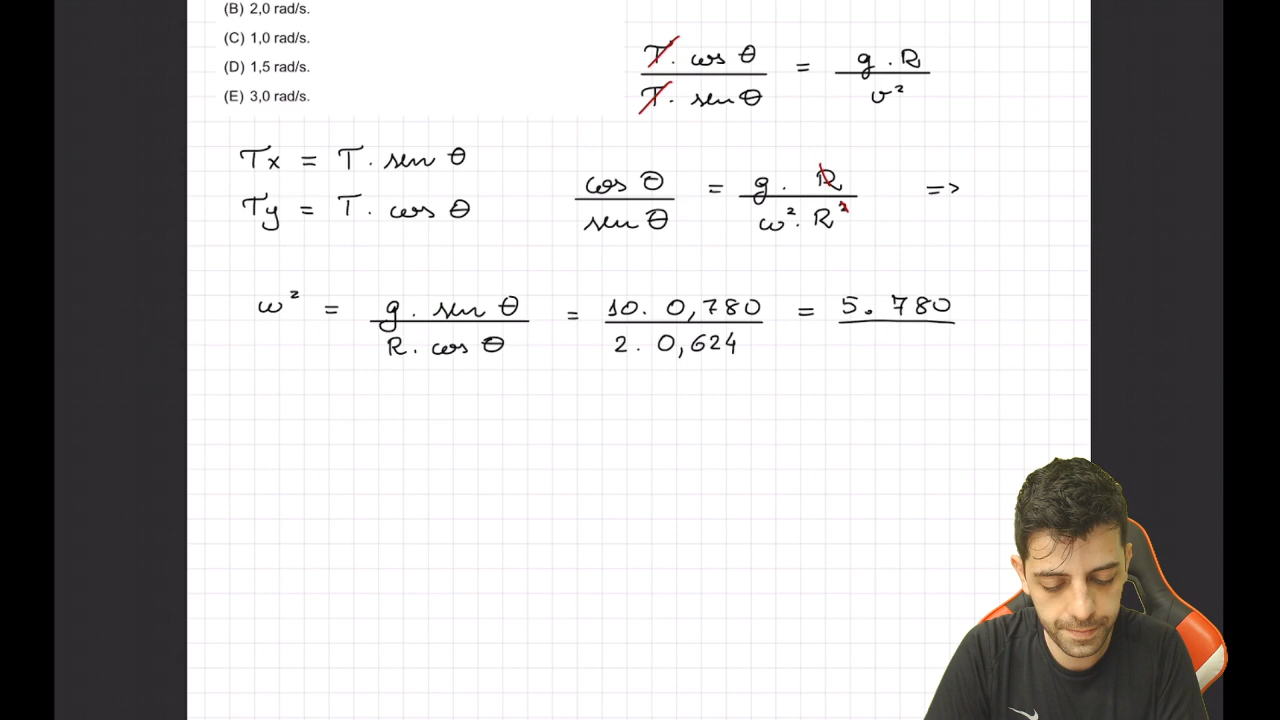 (B) 2,0 rad/s.
(C) 1,0 rad/s.
(D) 1,5 rad/s.
(E) 3,0 rad/s.
T. cos θ / T. sen θ = g . R / v²
Tx = T. sen θ
Ty = T. cos θ
cos θ / sen θ = g. R / ω². R² =>
ω² = g. sen θ / R. cos θ = 10. 0,780 / 2. 0,624 = 5. 780